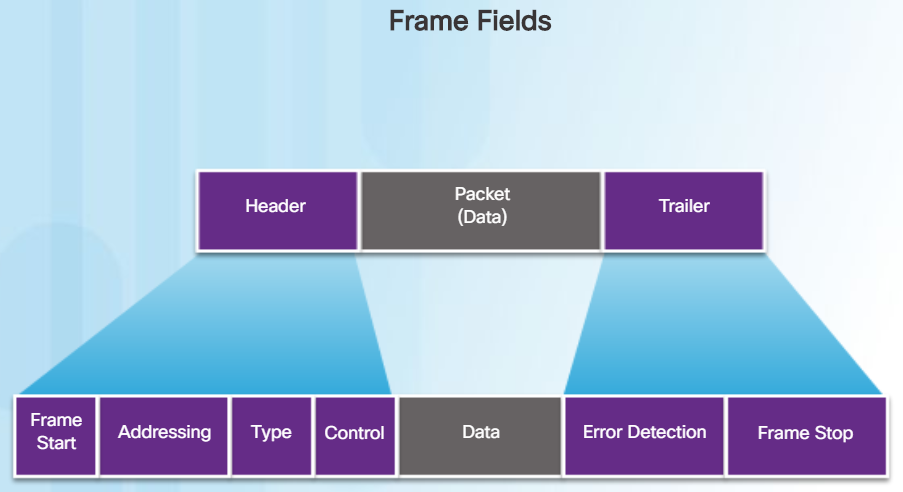 Frame Fields
Header
Packet
(Data)
Trailer
Frame
Start
Addressing
Type
Control
Data
Error Detection
Frame Stop